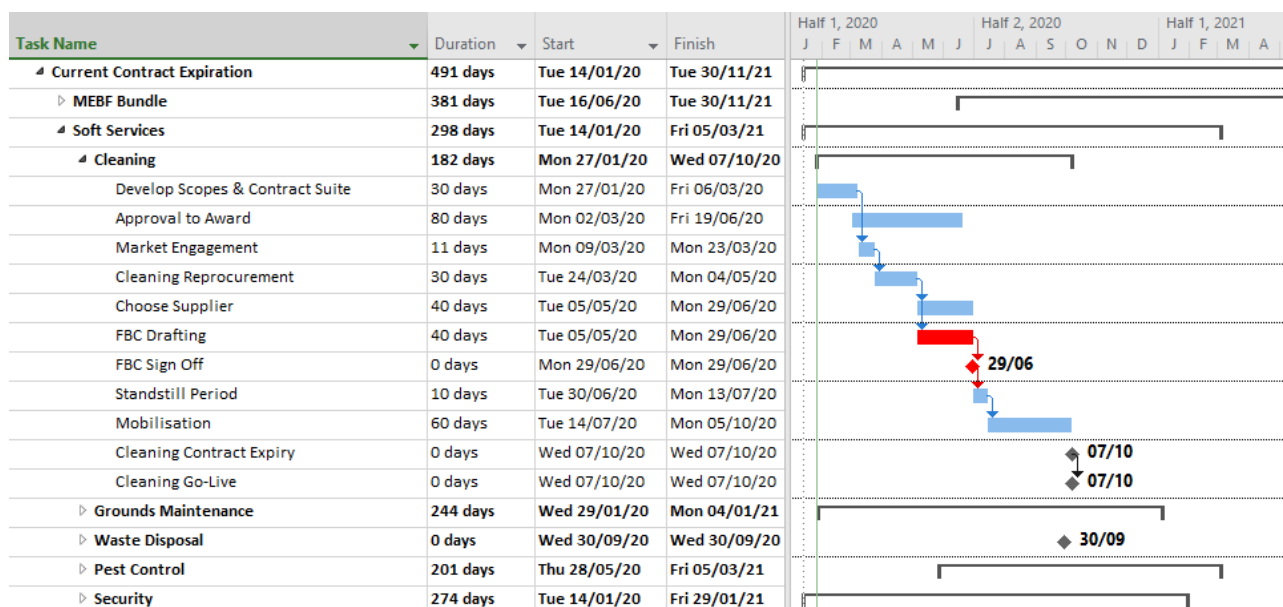 Half 1, 2020 Half 2, 2020 Half 1, 2021
Task Name Duration Start Finish J F M A M J J A S O N D J F M A
Current Contract Expiration 491 days Tue 14/01/20 Tue 30/11/21
MEBF Bundle 381 days Tue 16/06/20 Tue 30/11/21
Soft Services 298 days Tue 14/01/20 Fri 05/03/21
Cleaning 182 days Mon 27/01/20 Wed 07/10/20
Develop Scopes & Contract Suite 30 days Mon 27/01/20 Fri 06/03/20
Approval to Award 80 days Mon 02/03/20 Fri 19/06/20
Market Engagement 11 days Mon 09/03/20 Mon 23/03/20
Cleaning Reprocurement 30 days Tue 24/03/20 Mon 04/05/20
Choose Supplier 40 days Tue 05/05/20 Mon 29/06/20
FBC Drafting 40 days Tue 05/05/20 Mon 29/06/20
FBC Sign Off 0 days Mon 29/06/20 Mon 29/06/20 29/06
Standstill Period 10 days Tue 30/06/20 Mon 13/07/20
Mobilisation 60 days Tue 14/07/20 Mon 05/10/20
Cleaning Contract Expiry 0 days Wed 07/10/20 Wed 07/10/20 07/10
Cleaning Go-Live 0 days Wed 07/10/20 Wed 07/10/20 07/10
Grounds Maintenance 244 days Wed 29/01/20 Mon 04/01/21
Waste Disposal 0 days Wed 30/09/20 Wed 30/09/20 30/09
Pest Control 201 days Thu 28/05/20 Fri 05/03/21
Security 274 days Tue 14/01/20 Fri 29/01/21